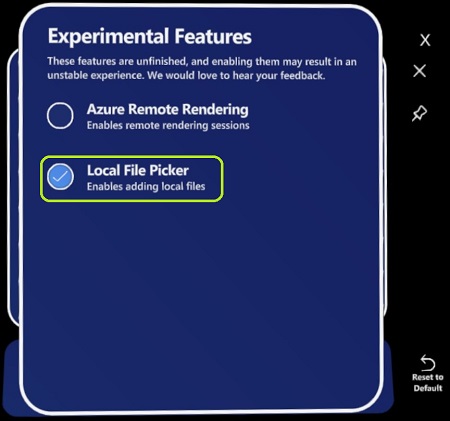 Experimental Features
These features are unfinished, and enabling them may result in an
unstable experience. We would love to hear your feedback.
Azure Remote Rendering
Enables remote rendering sessions
Local File Picker
Enables adding local files
X
Reset to
Default